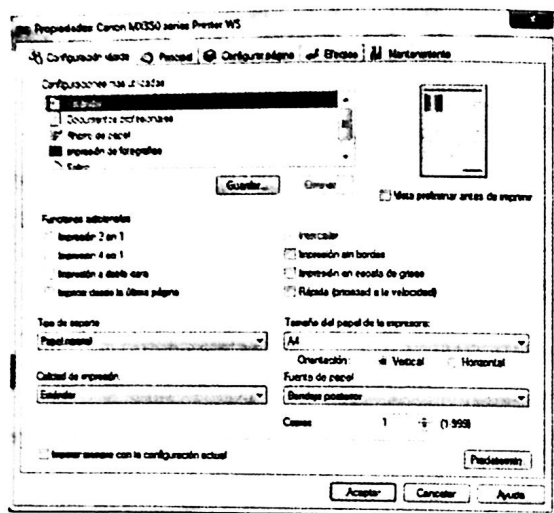 Propiedades: Canon MX350 series Printer WS
Configuración rápida Principal Configurar página Efectos Mantenimiento
Configuraciones más utilizadas
Estándar
Documentos profesionales
Ahorro de papel
Impresión de fotografías
Sobre
Guardar... Eliminar
Vista preliminar antes de imprimir
Funciones adicionales
Impresión 2 en 1
Intercalar
Impresión 4 en 1
Impresión sin bordes
Impresión a doble cara
Impresión en escala de grises
Imprimir desde la última página
Rápida (prioridad a la velocidad)
Tipo de soporte
Tamaño del papel de la impresora:
Papel normal
A4
Orientación: Vertical Horizontal
Calidad de impresión:
Fuente de papel
Estándar
Bandeja posterior
Copias 1 (1-999)
Imprimir siempre con la configuración actual
Predetermin.
Aceptar Cancelar Ayuda